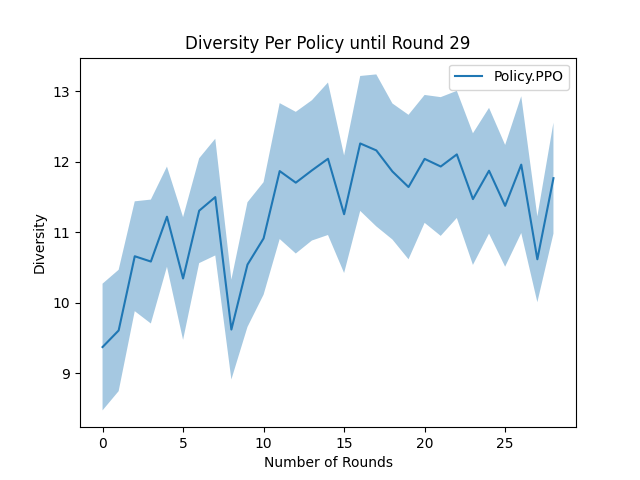 Diversity Per Policy until Round 29
Policy.PPO
13
12
11
10
9
Diversity
0 5 10 15 20 25
Number of Rounds